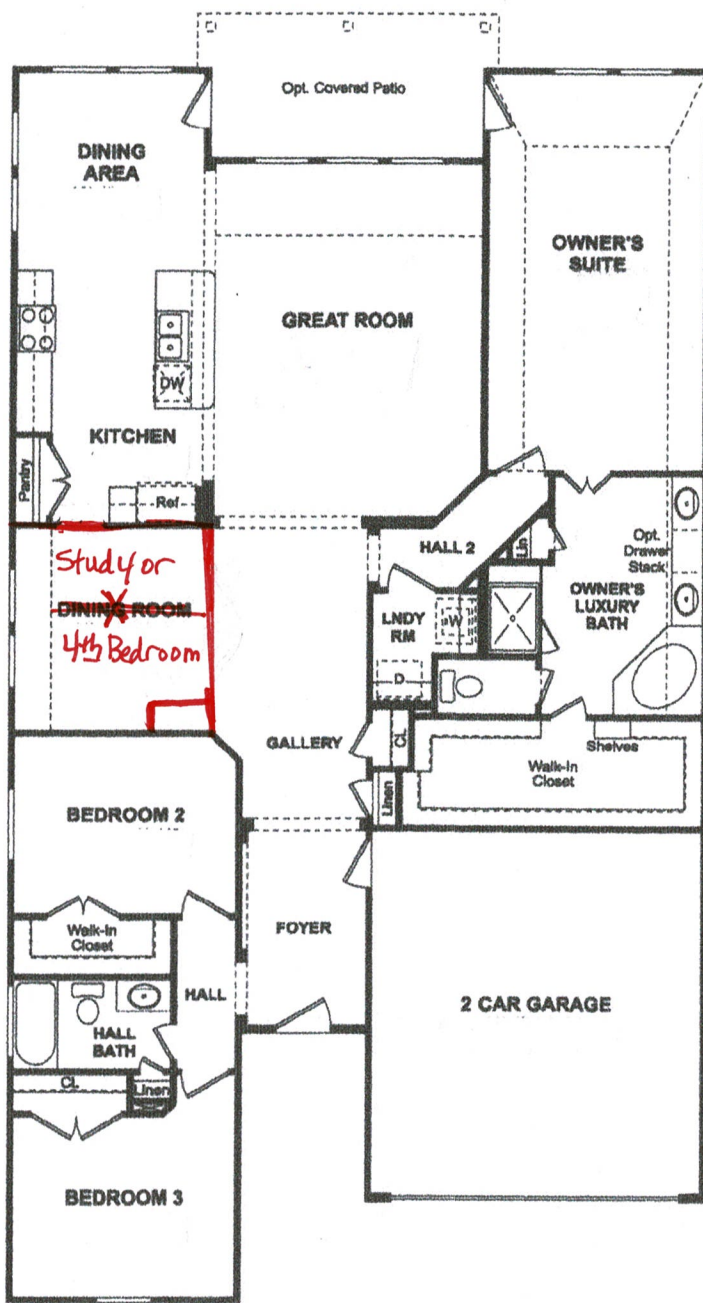 Opt. Covered Patio
DINING
AREA
OWNER'S
SUITE
GREAT ROOM
DW
KITCHEN
Pantry
Ref
Study or
DINING ROOM
4th Bedroom
HALL 2
Lin
Opt.
Drawer
Stack
OWNER'S
LUXURY
BATH
LNDY
RM
W
D
GALLERY
CL
Linen
Shelves
Walk-In
Closet
BEDROOM 2
Walk-In
Closet
FOYER
HALL
2 CAR GARAGE
HALL
BATH
CL
Linen
BEDROOM 3